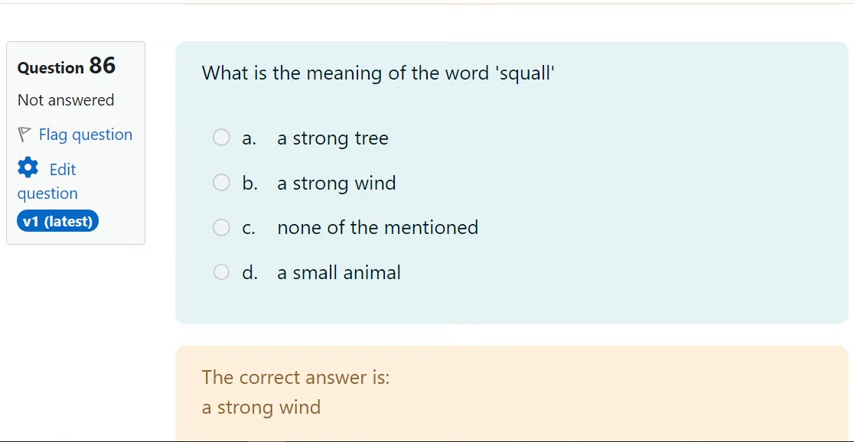 Question 86
Not answered
Flag question
Edit
question
v1 (latest)
What is the meaning of the word 'squall'
a. a strong tree
b. a strong wind
c. none of the mentioned
d. a small animal
The correct answer is:
a strong wind